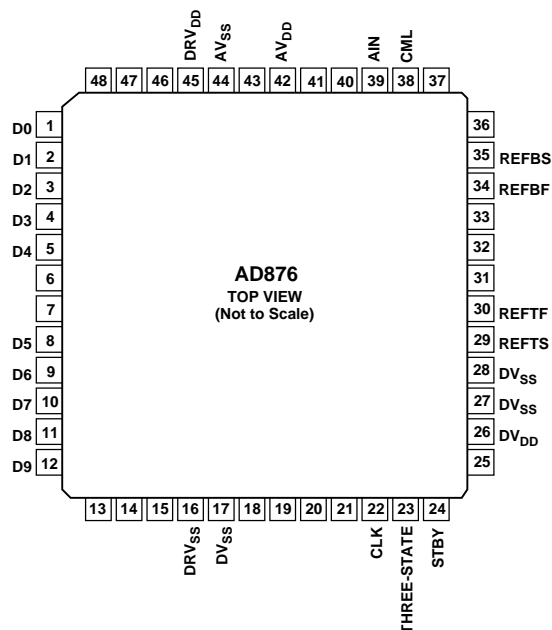 DRVDD AVSS AVDD AIN CML
48 47 46 45 44 43 42 41 40 39 38 37
D0 1
D1 2
D2 3
D3 4
D4 5
6
7
D5 8
D6 9
D7 10
D8 11
D9 12
AD876
TOP VIEW
(Not to Scale)
36
35 REFBS
34 REFBF
33
32
31
30 REFTF
29 REFTS
28 DVSS
27 DVSS
26 DVDD
25
13 14 15 16 17 18 19 20 21 22 23 24
DRVSS DVSS CLK THREE-STATE STBY